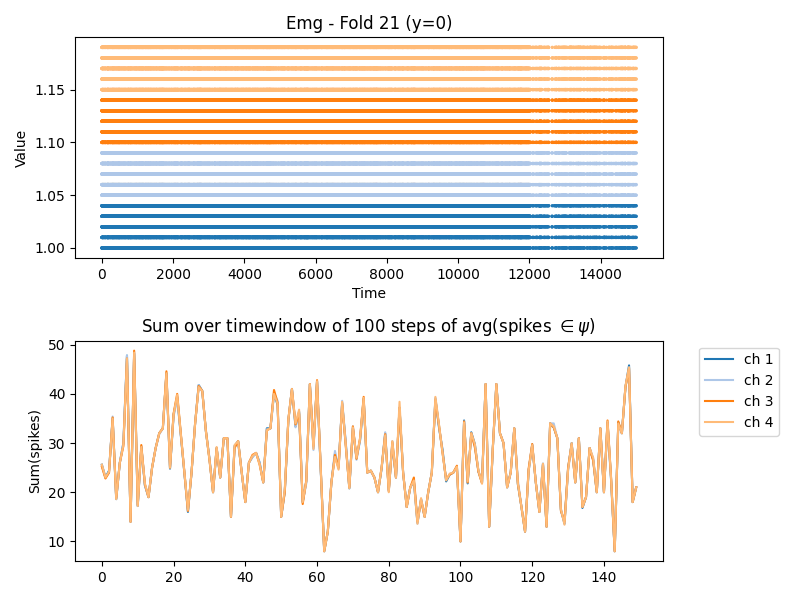 Emg - Fold 21 (y=0)
Value
1.15
1.10
1.05
1.00
0 2000 4000 6000 8000 10000 12000 14000
Time
Sum over timewindow of 100 steps of avg(spikes ∈ψ)
Sum(spikes)
50
40
30
20
10
0 20 40 60 80 100 120 140
ch 1
ch 2
ch 3
ch 4